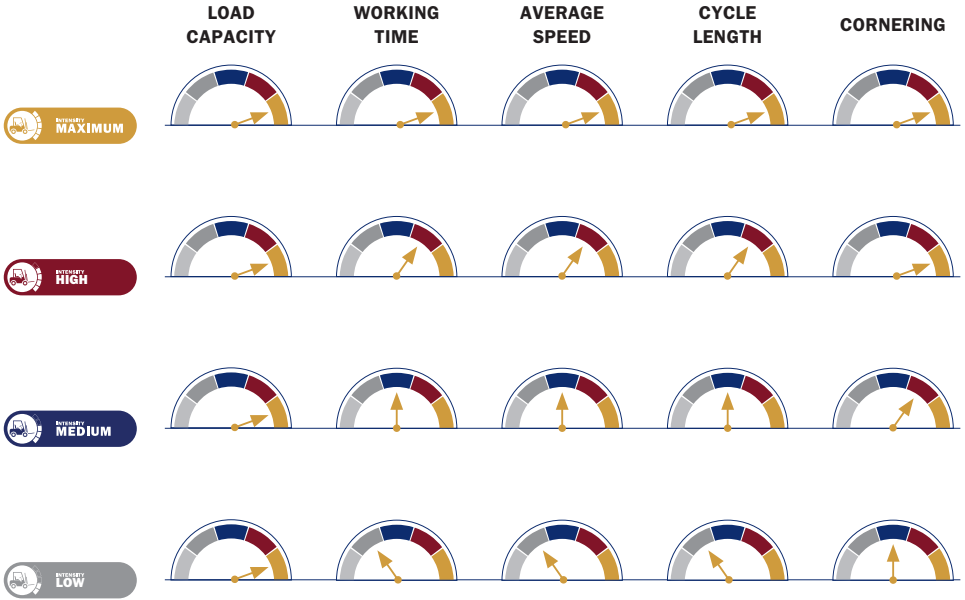 LOAD
CAPACITY
WORKING
TIME
AVERAGE
SPEED
CYCLE
LENGTH
CORNERING
INTENSITY
MAXIMUM
INTENSITY
HIGH
INTENSITY
MEDIUM
INTENSITY
LOW